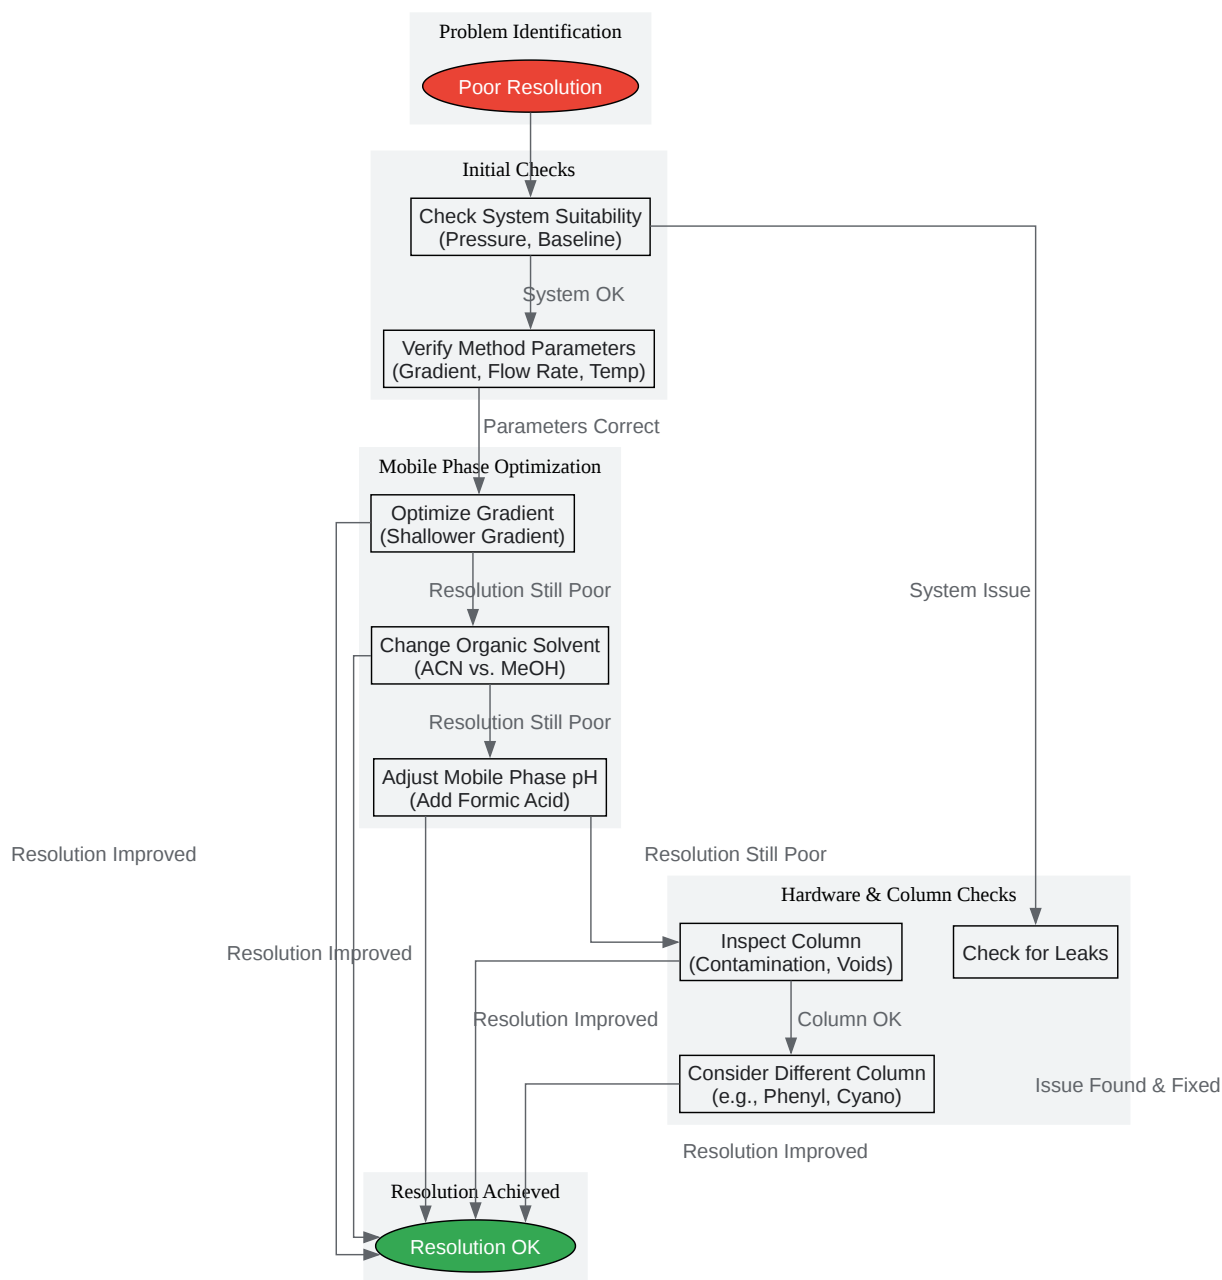 Problem Identification
Poor Resolution
Initial Checks
Check System Suitability
(Pressure, Baseline)
System OK
Verify Method Parameters
(Gradient, Flow Rate, Temp)
Parameters Correct
Mobile Phase Optimization
Optimize Gradient
(Shallower Gradient)
Resolution Still Poor
System Issue
Change Organic Solvent
(ACN vs. MeOH)
Resolution Still Poor
Adjust Mobile Phase pH
(Add Formic Acid)
Resolution Improved
Resolution Still Poor
Hardware & Column Checks
Inspect Column
(Contamination, Voids)
Check for Leaks
Resolution Improved
Resolution Improved
Column OK
Consider Different Column
(e.g., Phenyl, Cyano)
Issue Found & Fixed
Resolution Improved
Resolution Achieved
Resolution OK